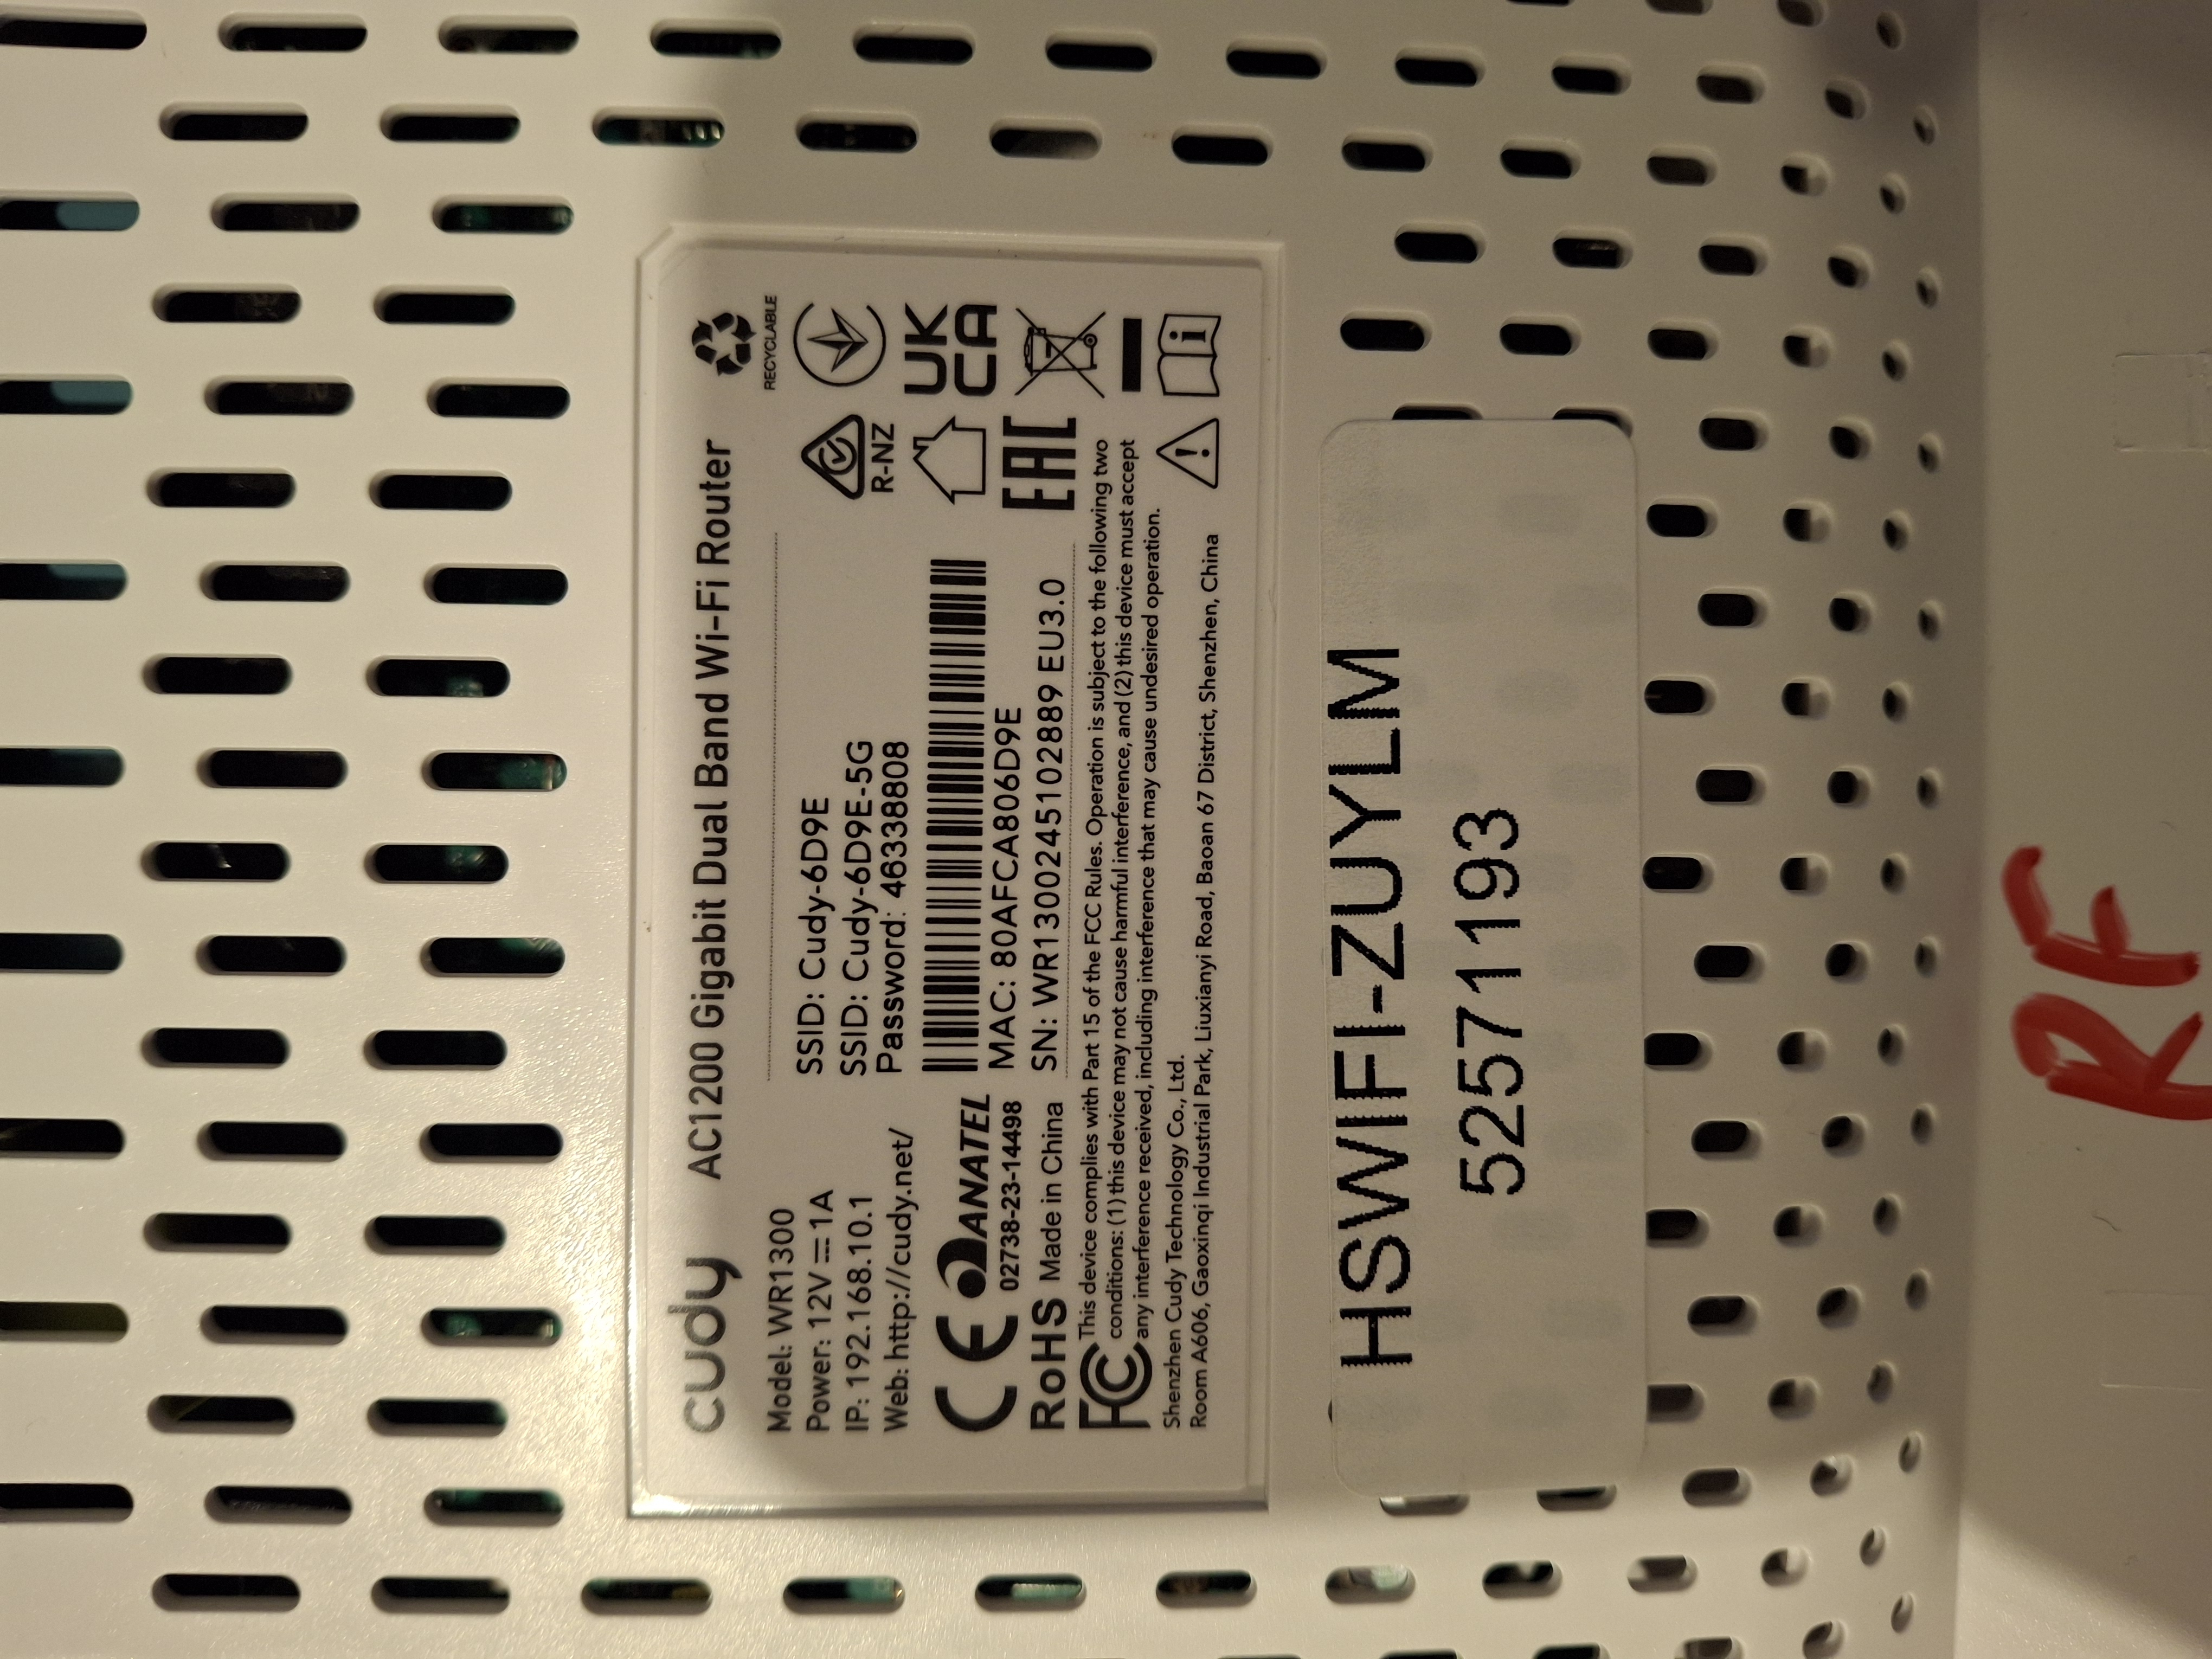 cudy AC1200 Gigabit Dual Band Wi-Fi Router
RECYCLABLE
Model: WR1300
Power: 12V⎓1A
IP: 192.168.10.1
Web: http://cudy.net/
SSID: Cudy-6D9E
SSID: Cudy-6D9E-5G
Password: 46338808
R-NZ
UK
CA
CE ANATEL
02738-23-14498
MAC: 80AFCA806D9E
EAC
RoHS Made in China
SN: WR1300245102889 EU3.0
FC
This device complies with Part 15 of the FCC Rules. Operation is subject to the following two
conditions: (1) this device may not cause harmful interference, and (2) this device must accept
any interference received, including interference that may cause undesired operation.
Shenzhen Cudy Technology Co., Ltd.
Room A606, Gaoxinqi Industrial Park, Liuxianyi Road, Baoan 67 District, Shenzhen, China
HSWIFI-ZUYLM
52571193
RF